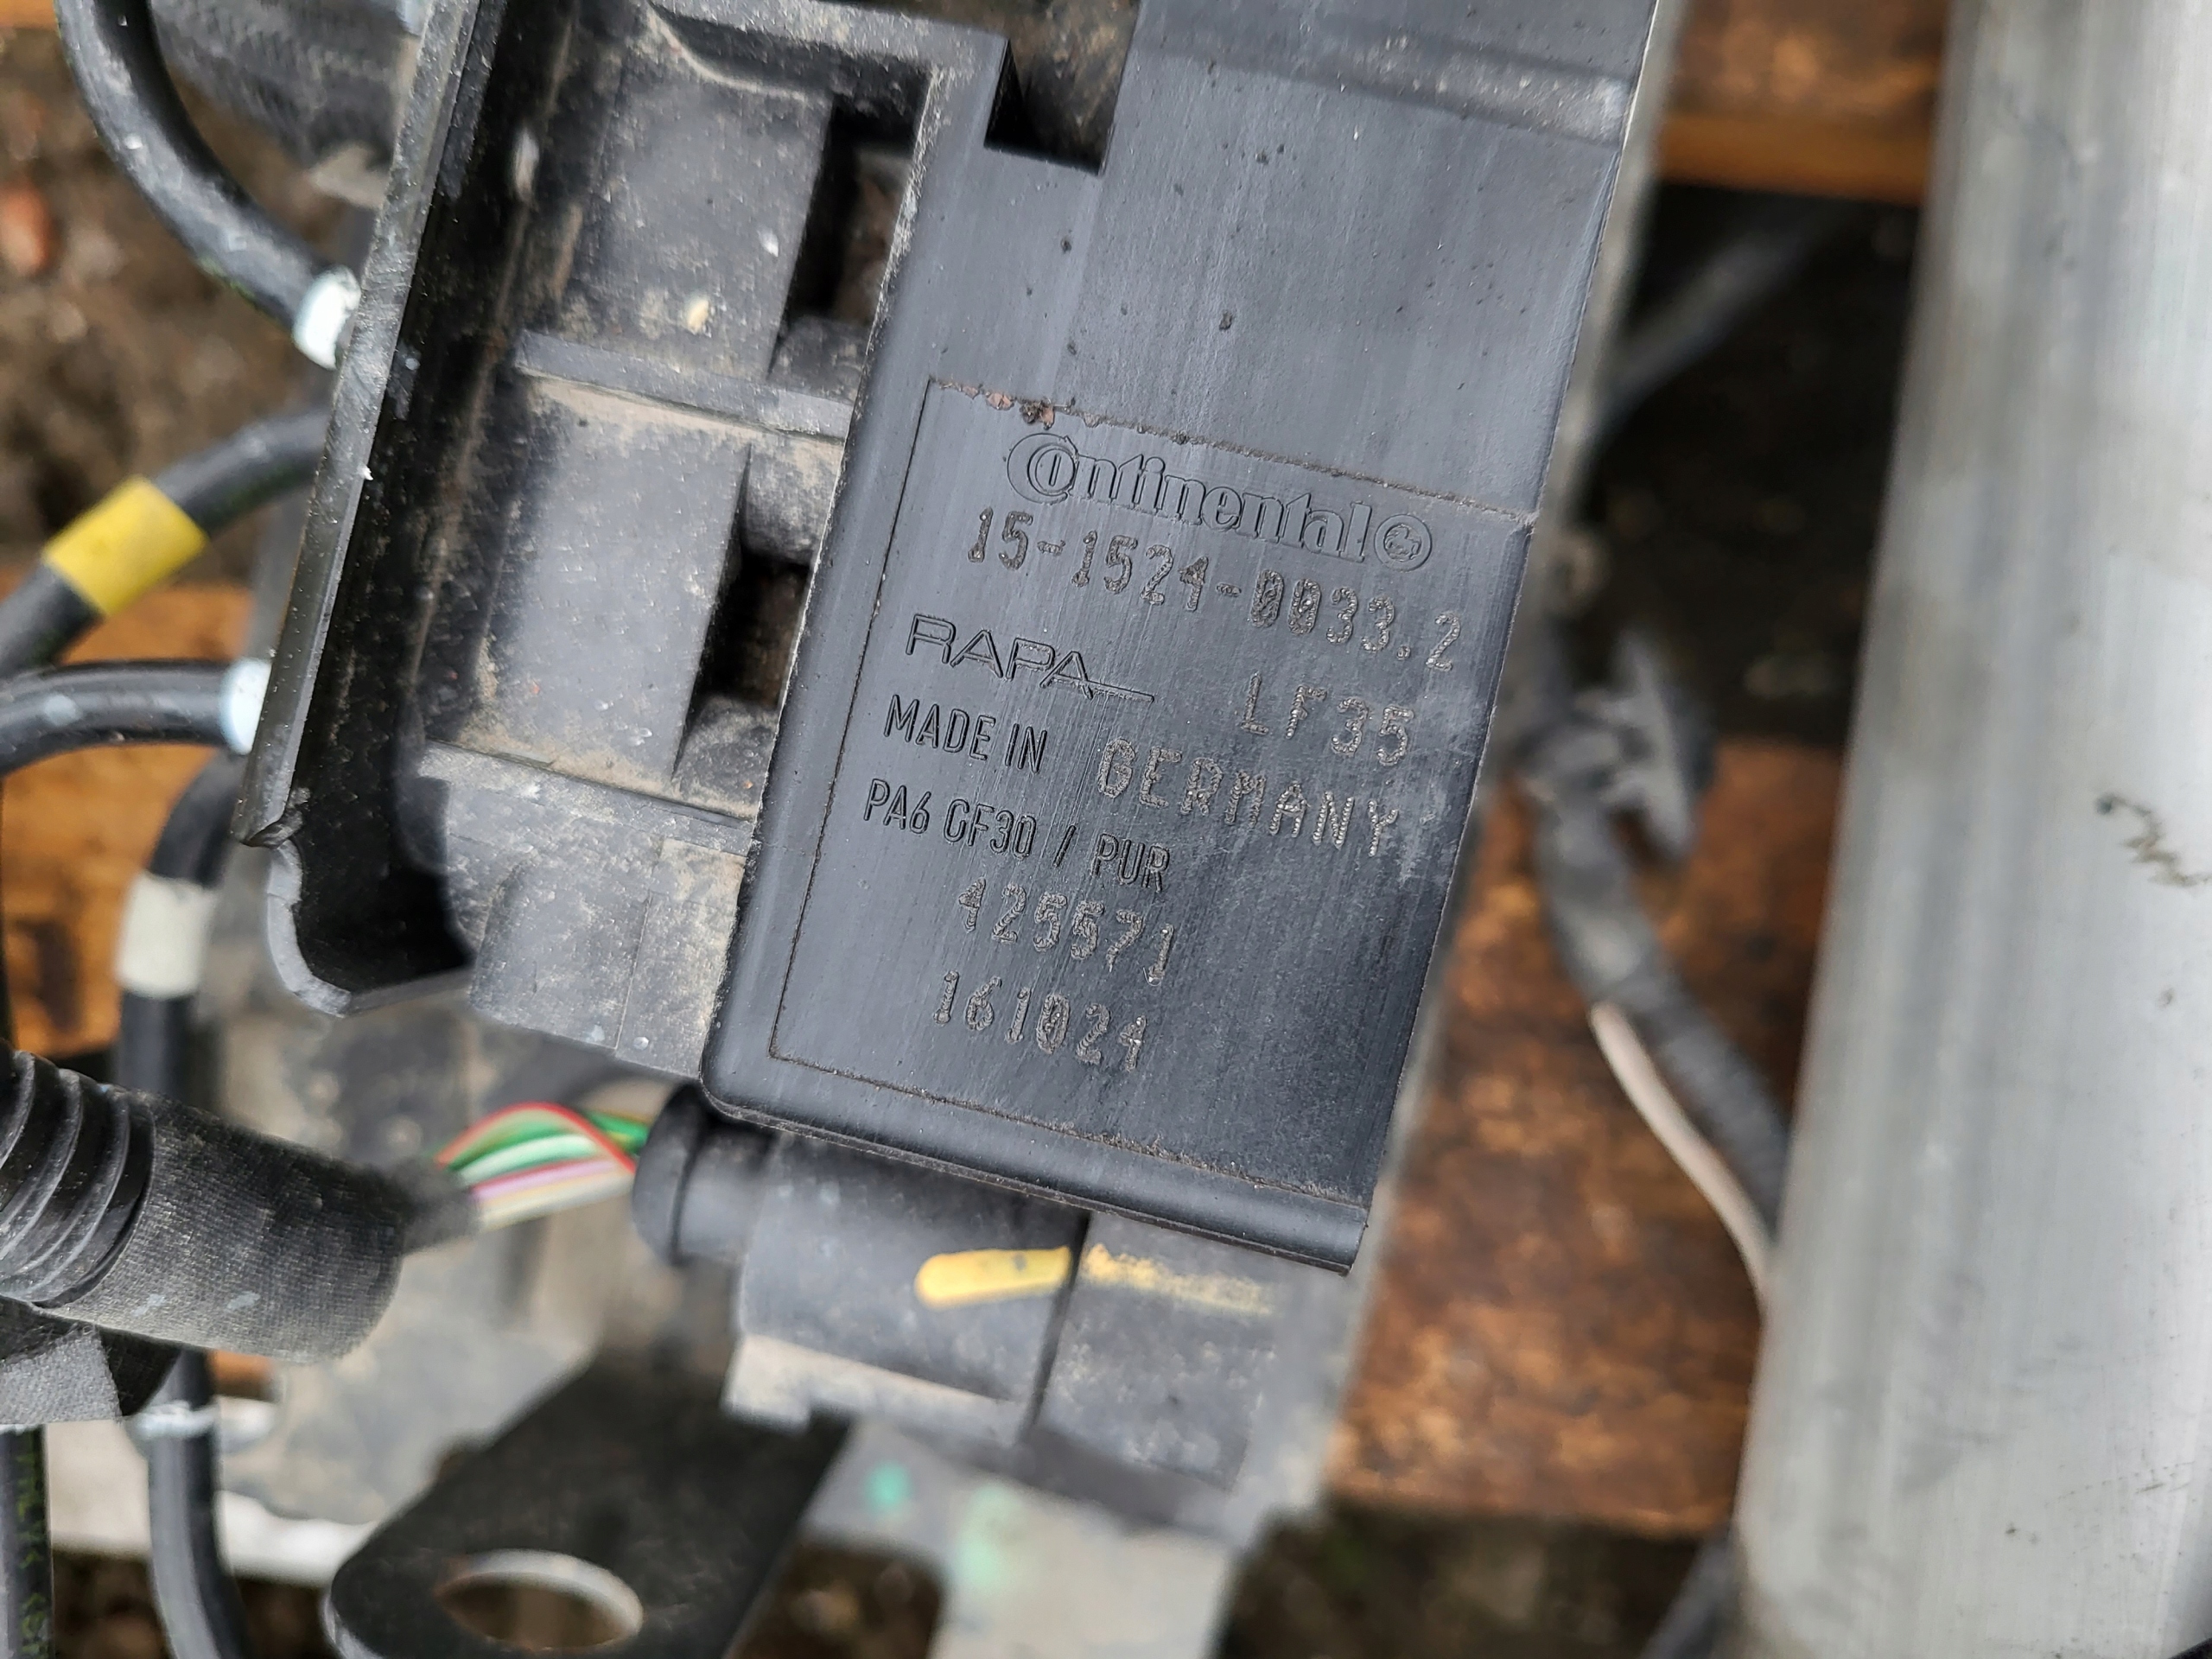 Continental
15-1524-0033.2
RAPA LF35
MADE IN GERMANY
PA6 GF30 / PUR
425571
161024